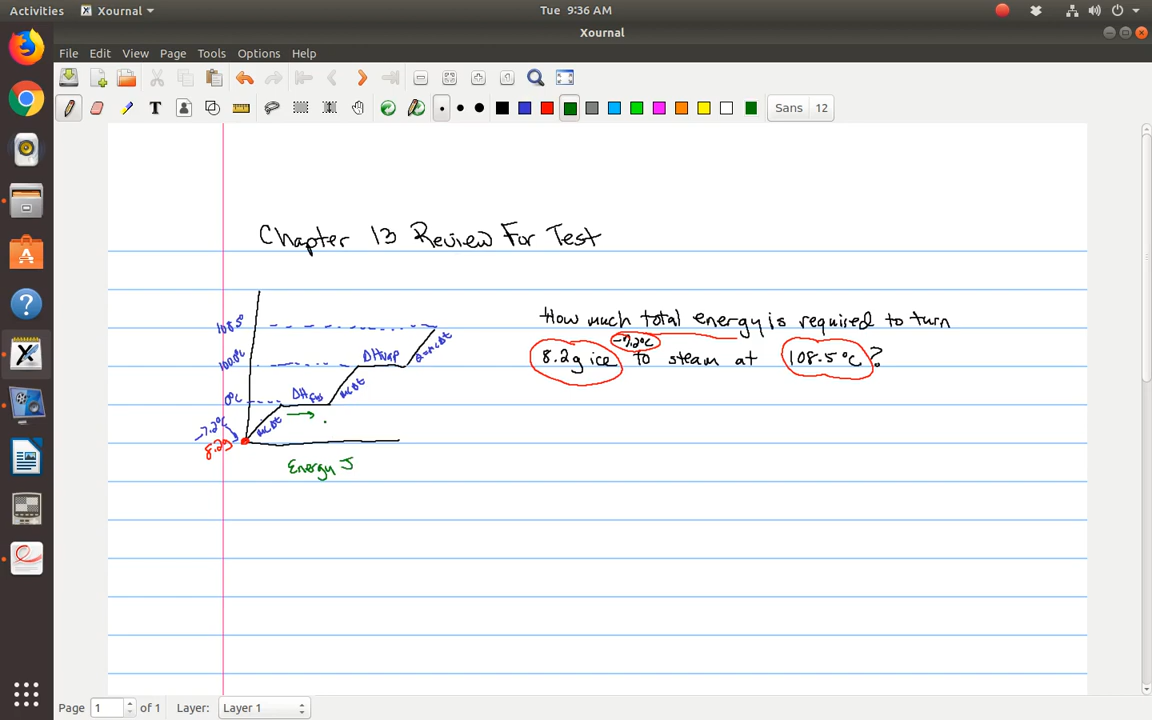 Activities Xournal Tue 9:36 AM
Xournal
File Edit View Page Tools Options Help
Sans 12
Chapter 13 Review For Test
How much total energy is required to turn
-7.2°C
8.2g ice to steam at 108.5°C?
108.5°
100.0°C
0°C
-7.2°C
8.2g
mcΔt
ΔHfus
mcΔt
ΔHvap
Energy J
Page 1 of 1 Layer: Layer 1